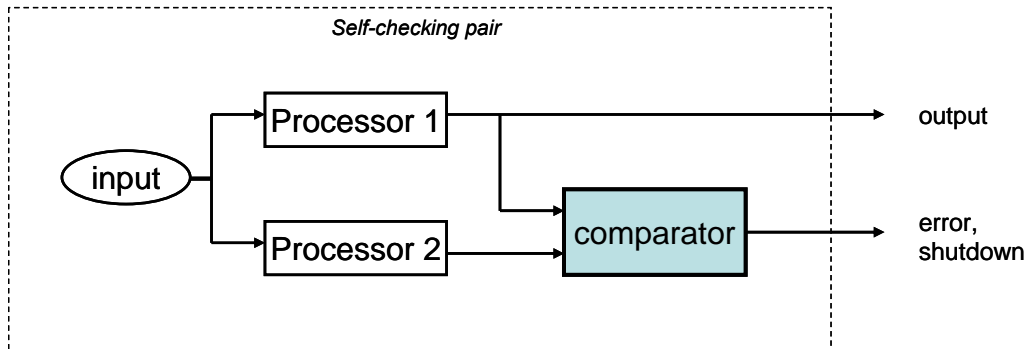 Self-checking pair
Processor 1
output
input
Processor 2
comparator
error,
shutdown